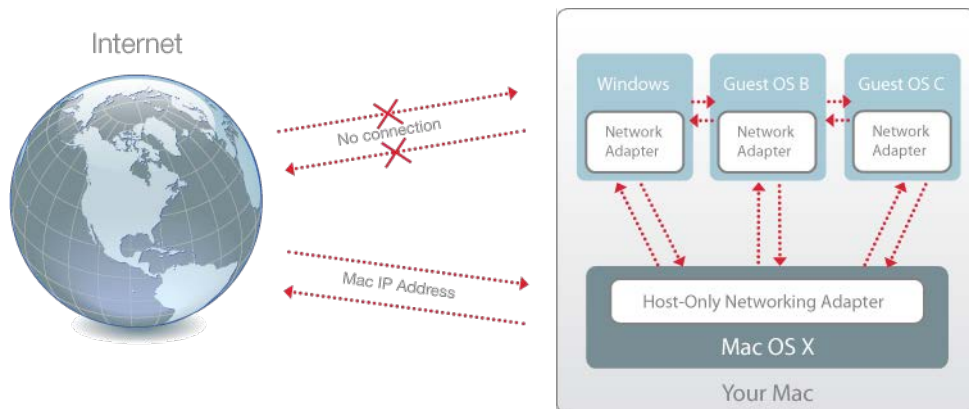 Internet
No connection
Mac IP Address
Windows
Guest OS B
Guest OS C
Network
Adapter
Network
Adapter
Network
Adapter
Host-Only Networking Adapter
Mac OS X
Your Mac